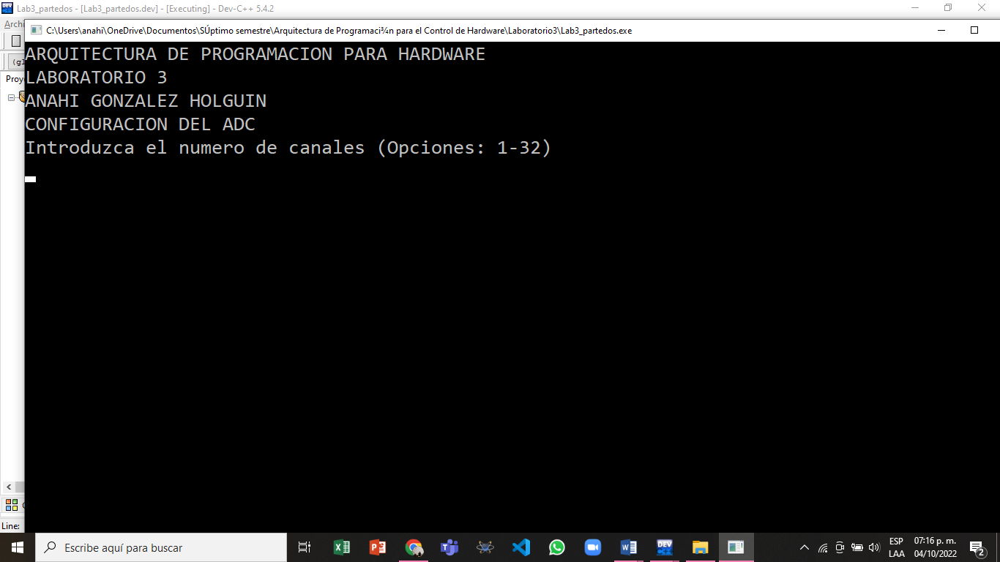 Lab3_partedos - [Lab3_partedos.dev] - [Executing] - Dev-C++ 5.4.2
Archi
C:\Users\anahi\OneDrive\Documentos\SÚptimo semestre\Arquitectura de Programaci¾n para el Control de Hardware\Laboratorio3\Lab3_partedos.exe
(gl
Proye
ARQUITECTURA DE PROGRAMACION PARA HARDWARE
LABORATORIO 3
ANAHI GONZALEZ HOLGUIN
CONFIGURACION DEL ADC
Introduzca el numero de canales (Opciones: 1-32)
Line:
Escribe aquí para buscar
DEV
ESP
LAA
07:16 p. m.
04/10/2022
2